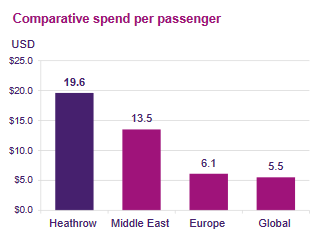 Comparative spend per passenger
USD
$25.0
$20.0
$15.0
$10.0
$5.0
$0.0
19.6
13.5
6.1
5.5
Heathrow
Middle East
Europe
Global